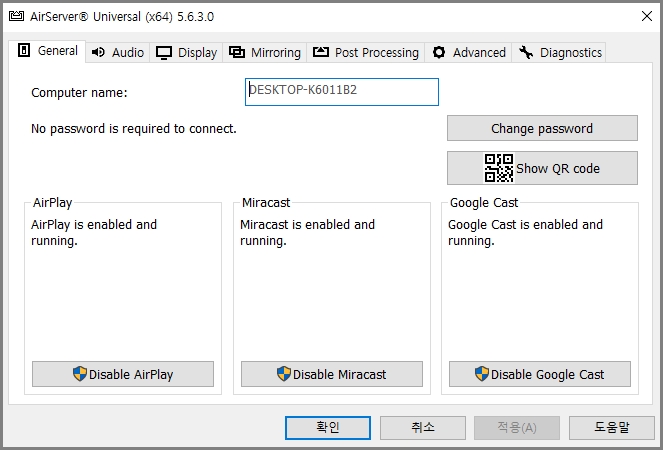 AirServer® Universal (x64) 5.6.3.0
General Audio Display Mirroring Post Processing Advanced Diagnostics
Computer name: DESKTOP-K6011B2
No password is required to connect. Change password
Show QR code
AirPlay Miracast Google Cast
AirPlay is enabled and Miracast is enabled and Google Cast is enabled and
running. running. running.
Disable AirPlay Disable Miracast Disable Google Cast
확인 취소 적용(A) 도움말